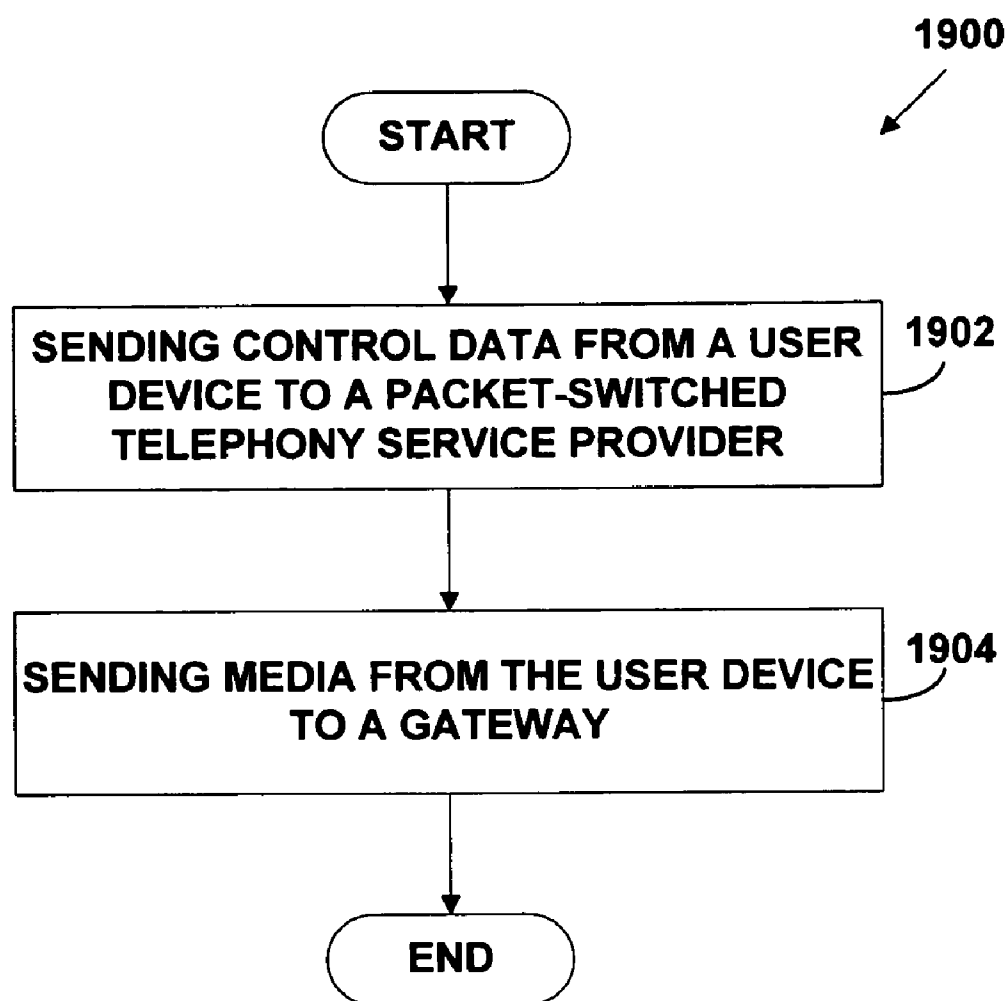 1900
START
SENDING CONTROL DATA FROM A USER
DEVICE TO A PACKET-SWITCHED
TELEPHONY SERVICE PROVIDER
1902
SENDING MEDIA FROM THE USER DEVICE
TO A GATEWAY
1904
END